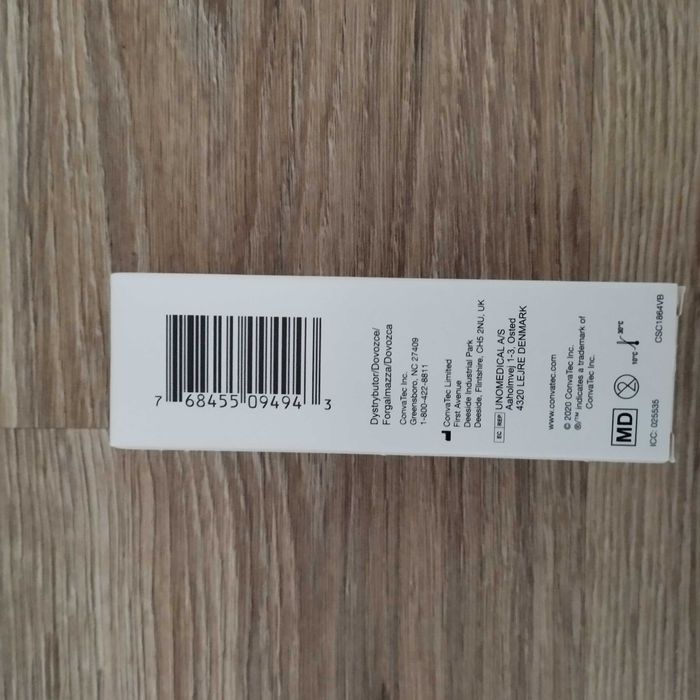 7 68455 09494 3
Dystrybutor/Dovozce/
Forgalmazza/Dovozca
ConvaTec Inc.
Greensboro, NC 27409
1-800-422-8811
ConvaTec Limited
First Avenue
Deeside Industrial Park
Deeside, Flintshire, CH5 2NU, UK
EC REP UNOMEDICAL A/S
Aaholmvej 1-3, Osted
4320 LEJRE DENMARK
www.convatec.com
© 2020 ConvaTec Inc.
®/™ indicates a trademark of
ConvaTec Inc.
MD 10°C 30°C
ICC: 025535 CSC1864VB